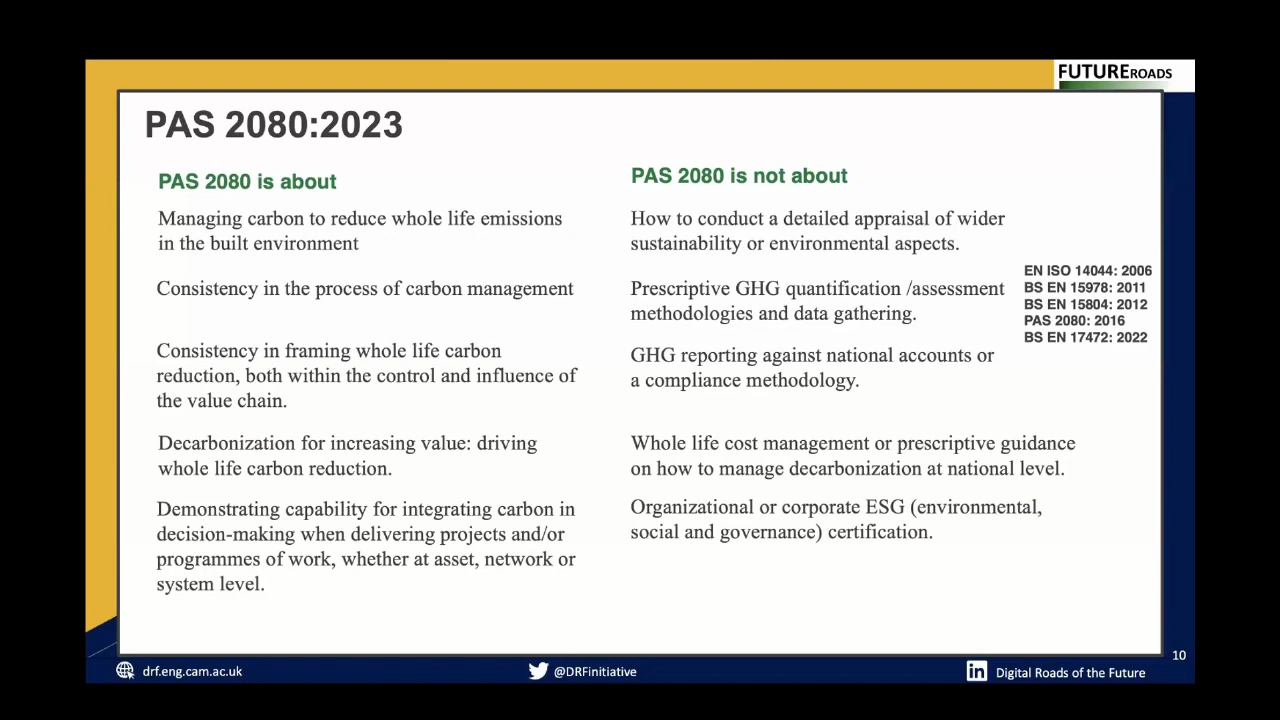 FUTUREROADS
PAS 2080:2023
PAS 2080 is about
Managing carbon to reduce whole life emissions
in the built environment
Consistency in the process of carbon management
Consistency in framing whole life carbon
reduction, both within the control and influence of
the value chain.
Decarbonization for increasing value: driving
whole life carbon reduction.
Demonstrating capability for integrating carbon in
decision-making when delivering projects and/or
programmes of work, whether at asset, network or
system level.
PAS 2080 is not about
How to conduct a detailed appraisal of wider
sustainability or environmental aspects.
Prescriptive GHG quantification /assessment
methodologies and data gathering.
GHG reporting against national accounts or
a compliance methodology.
Whole life cost management or prescriptive guidance
on how to manage decarbonization at national level.
Organizational or corporate ESG (environmental,
social and governance) certification.
EN ISO 14044: 2006
BS EN 15978: 2011
BS EN 15804: 2012
PAS 2080: 2016
BS EN 17472: 2022
10
drf.eng.cam.ac.uk
@DRFinitiative
in
Digital Roads of the Future